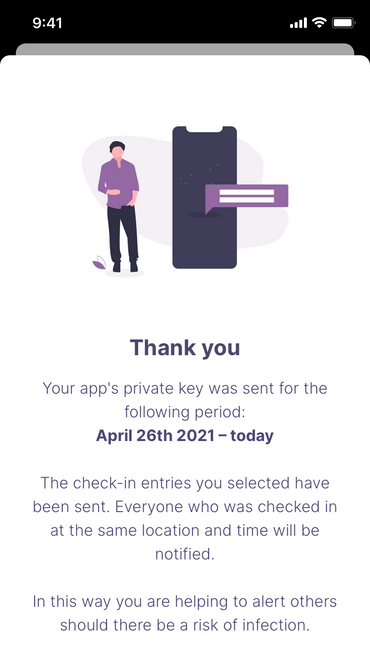 9:41
Thank you
Your app's private key was sent for the
following period:
April 26th 2021 – today
The check-in entries you selected have
been sent. Everyone who was checked in
at the same location and time will be
notified.
In this way you are helping to alert others
should there be a risk of infection.